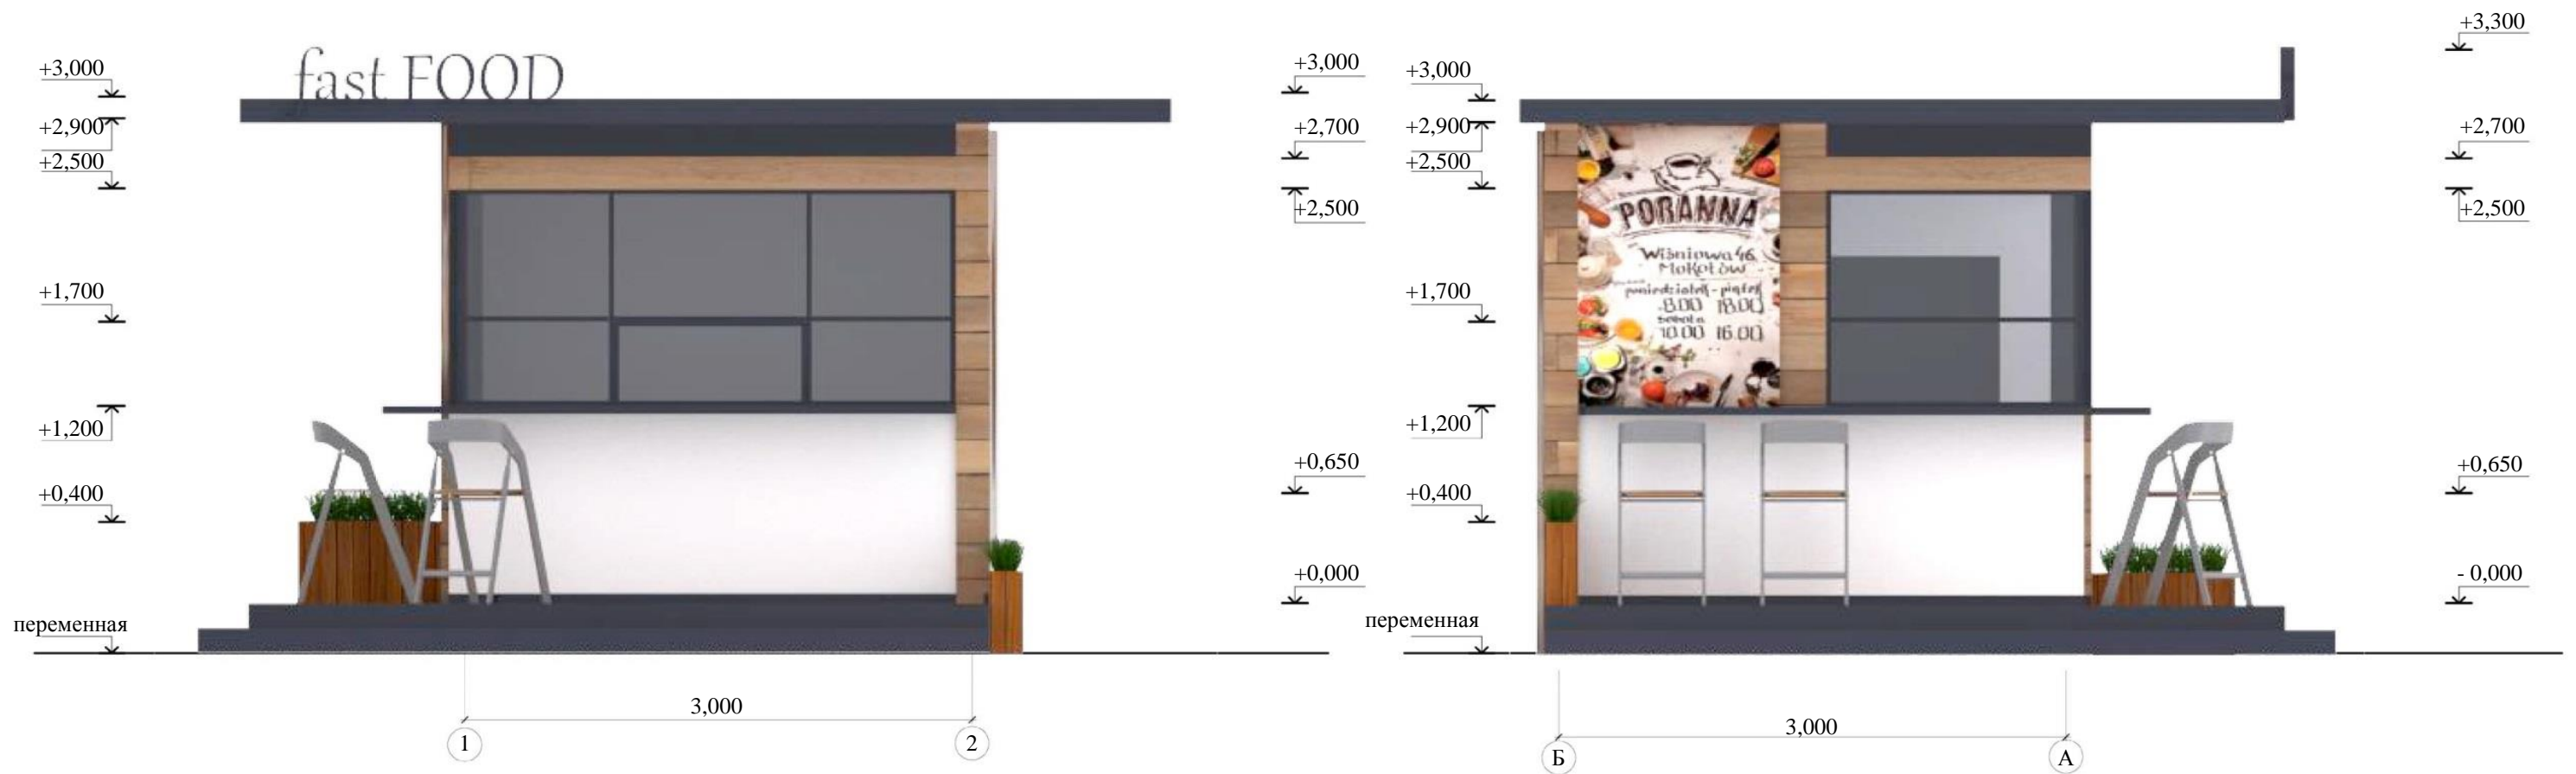 fast FOOD
+3,000
+2,900
+2,500
+1,700
+1,200
+0,400
переменная
+3,000
+2,700
+2,500
+0,650
+0,000
3,000
1
2
+3,000
+2,900
+2,500
+1,700
+1,200
+0,400
переменная
PORANNA
Wiśniowa 46
Mokotów
poniedziałek - piątek
8.00 18.00
sobota
10.00 16.00
+3,300
+2,700
+2,500
+0,650
- 0,000
3,000
Б
А